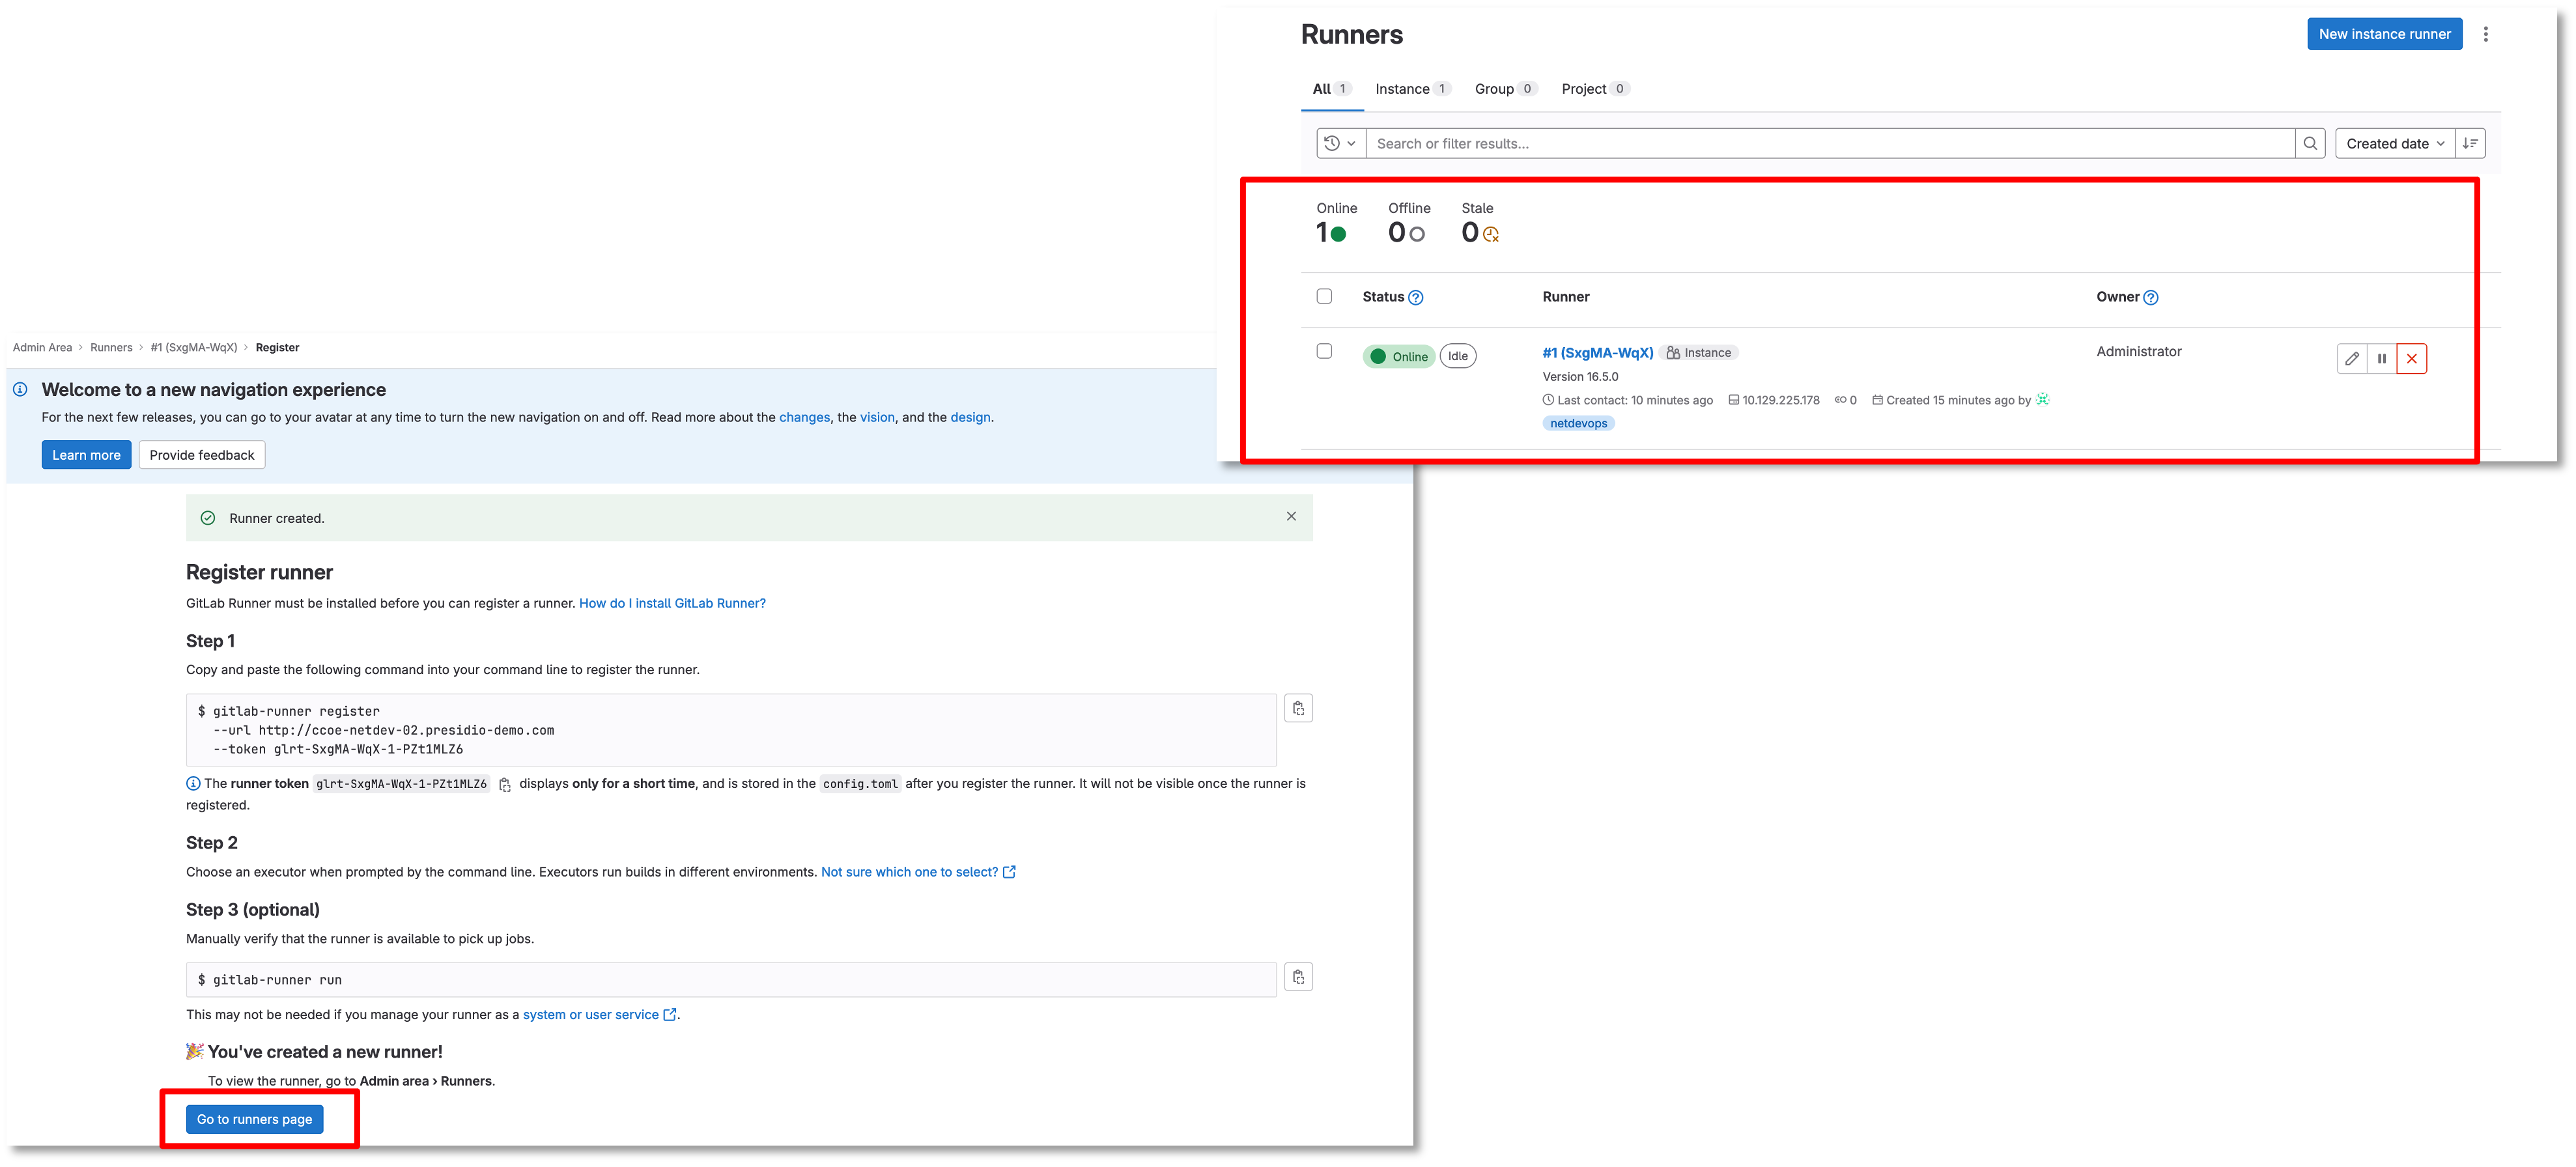 Runners
New instance runner
All 1 Instance 1 Group 0 Project 0
Search or filter results...
Created date
Online Offline Stale
1 0 0
Status Runner Owner
Online Idle #1 (SxgMA-WqX) Instance Administrator
Version 16.5.0
Last contact: 10 minutes ago 10.129.225.178 0 Created 15 minutes ago by
netdevops
Admin Area › Runners › #1 (SxgMA-WqX) › Register
Welcome to a new navigation experience
For the next few releases, you can go to your avatar at any time to turn the new navigation on and off. Read more about the changes, the vision, and the design.
Learn more Provide feedback
Runner created.
Register runner
GitLab Runner must be installed before you can register a runner. How do I install GitLab Runner?
Step 1
Copy and paste the following command into your command line to register the runner.
$ gitlab-runner register
--url http://ccoe-netdev-02.presidio-demo.com
--token glrt-SxgMA-WqX-1-PZt1MLZ6
The runner token glrt-SxgMA-WqX-1-PZt1MLZ6 displays only for a short time, and is stored in the config.toml after you register the runner. It will not be visible once the runner is
registered.
Step 2
Choose an executor when prompted by the command line. Executors run builds in different environments. Not sure which one to select?
Step 3 (optional)
Manually verify that the runner is available to pick up jobs.
$ gitlab-runner run
This may not be needed if you manage your runner as a system or user service.
You've created a new runner!
To view the runner, go to Admin area › Runners.
Go to runners page